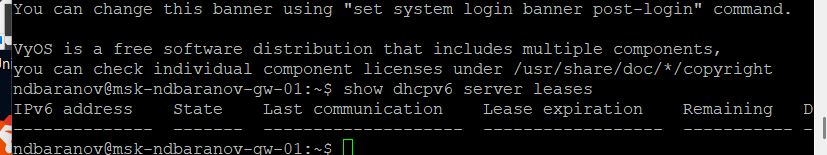 You can change this banner using "set system login banner post-login" command.
VyOS is a free software distribution that includes multiple components,
you can check individual component licenses under /usr/share/doc/*/copyright
ndbaranov@msk-ndbaranov-gw-01:~$ show dhcpv6 server leases
IPv6 address State Last communication Lease expiration Remaining D
-------------- ------- -------------------- ------------------ ----------- -
ndbaranov@msk-ndbaranov-gw-01:~$